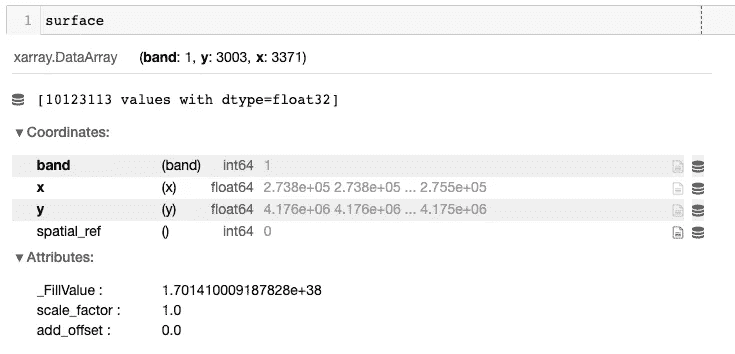 1 surface
xarray.DataArray (band: 1, y: 3003, x: 3371)
[10123113 values with dtype=float32]
▼ Coordinates:
band (band) int64 1
x (x) float64 2.738e+05 2.738e+05 ... 2.755e+05
y (y) float64 4.176e+06 4.176e+06 ... 4.175e+06
spatial_ref () int64 0
▼ Attributes:
_FillValue : 1.701410009187828e+38
scale_factor : 1.0
add_offset : 0.0